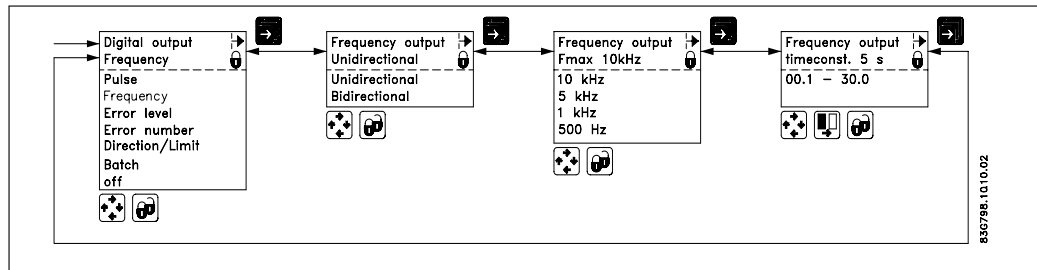 Digital output
Frequency
Pulse
Frequency
Error level
Error number
Direction/Limit
Batch
off
Frequency output
Unidirectional
Unidirectional
Bidirectional
Frequency output
Fmax 10kHz
10 kHz
5 kHz
1 kHz
500 Hz
Frequency output
timeconst. 5 s
00.1 – 30.0
83G798.10.10.02